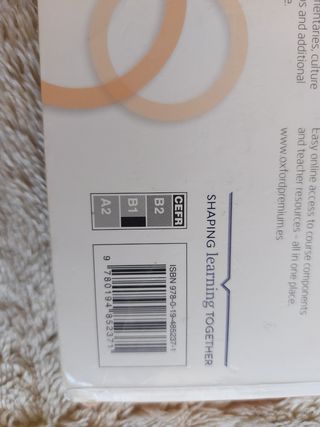 culture
and additional
Easy online access to course components
and teacher resources - all in one place.
www.oxfordpremium.es
SHAPING learning TOGETHER
CEFR
B2
B1
A2
ISBN 978-0-19-485237-1
9 780194 852371